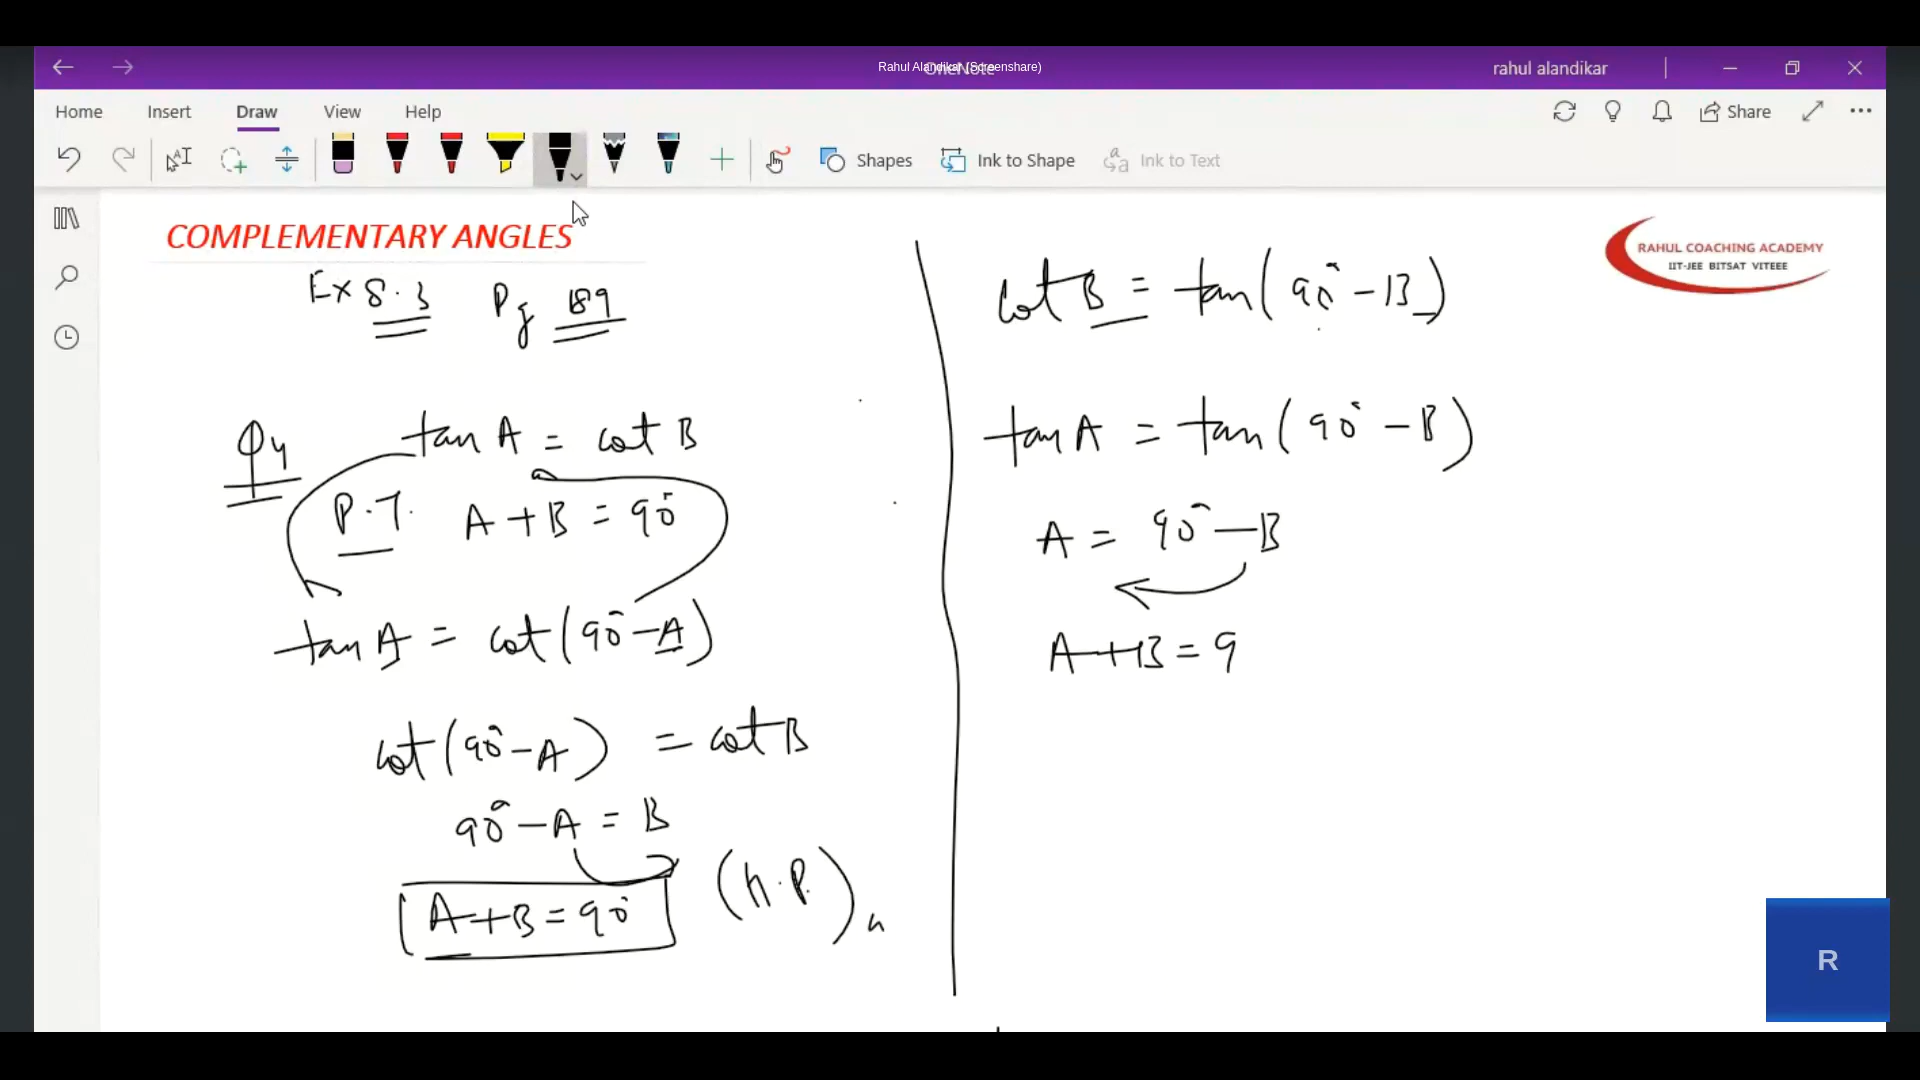 Rahul Alandikar (Screenshare)
OneNote
rahul alandikar
Home Insert Draw View Help
Share
Shapes Ink to Shape Ink to Text
COMPLEMENTARY ANGLES
Ex 8.3 Pg 189
Q4 tan A = cot B
P.T. A + B = 90°
tan A = cot (90° - A)
cot (90° - A) = cot B
90° - A = B
A + B = 90° (h.P.)
RAHUL COACHING ACADEMY
IIT-JEE BITSAT VITEEE
cot B = tan (90° - B)
tan A = tan (90° - B)
A = 90° - B
A + B = 9
R